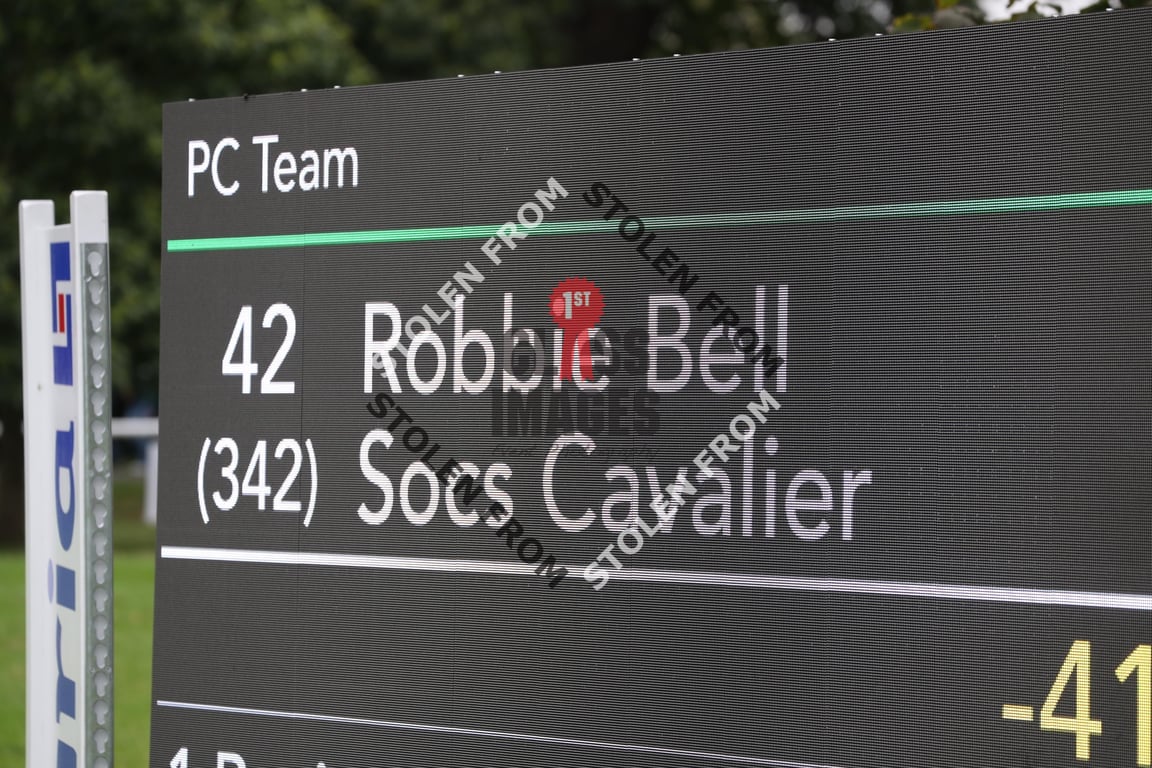 PC Team
42 Robbie Bell
(342) Socs Cavalier
-41
STOLEN FROM
STOLEN FROM
1ST
IMAGES
STOLEN FROM
STOLEN FROM